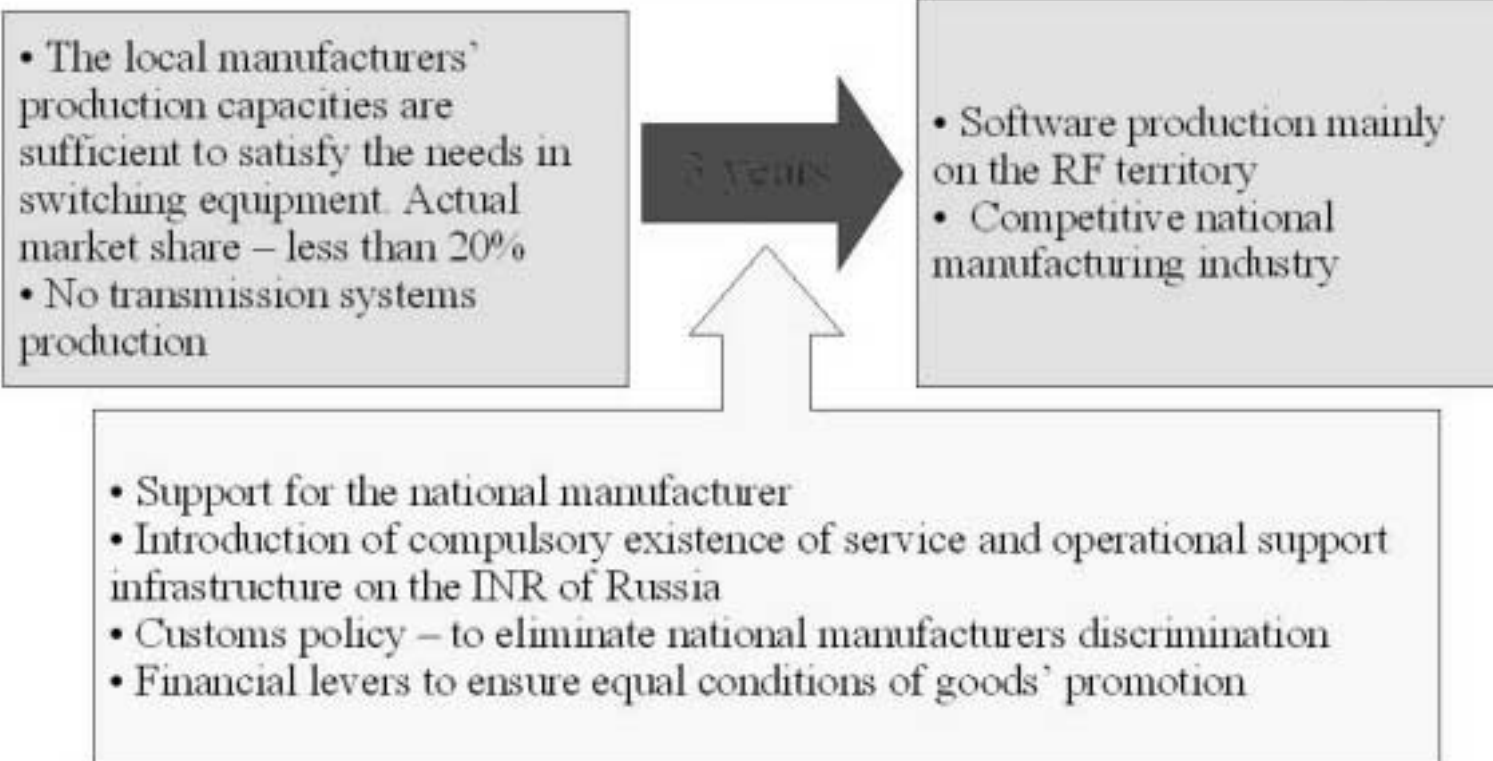 • The local manufacturers'
production capacities are
sufficient to satisfy the needs in
switching equipment. Actual
market share – less than 20%
• No transmission systems
production
years
• Software production mainly
on the RF territory
• Competitive national
manufacturing industry
• Support for the national manufacturer
• Introduction of compulsory existence of service and operational support
infrastructure on the INR of Russia
• Customs policy – to eliminate national manufacturers discrimination
• Financial levers to ensure equal conditions of goods' promotion